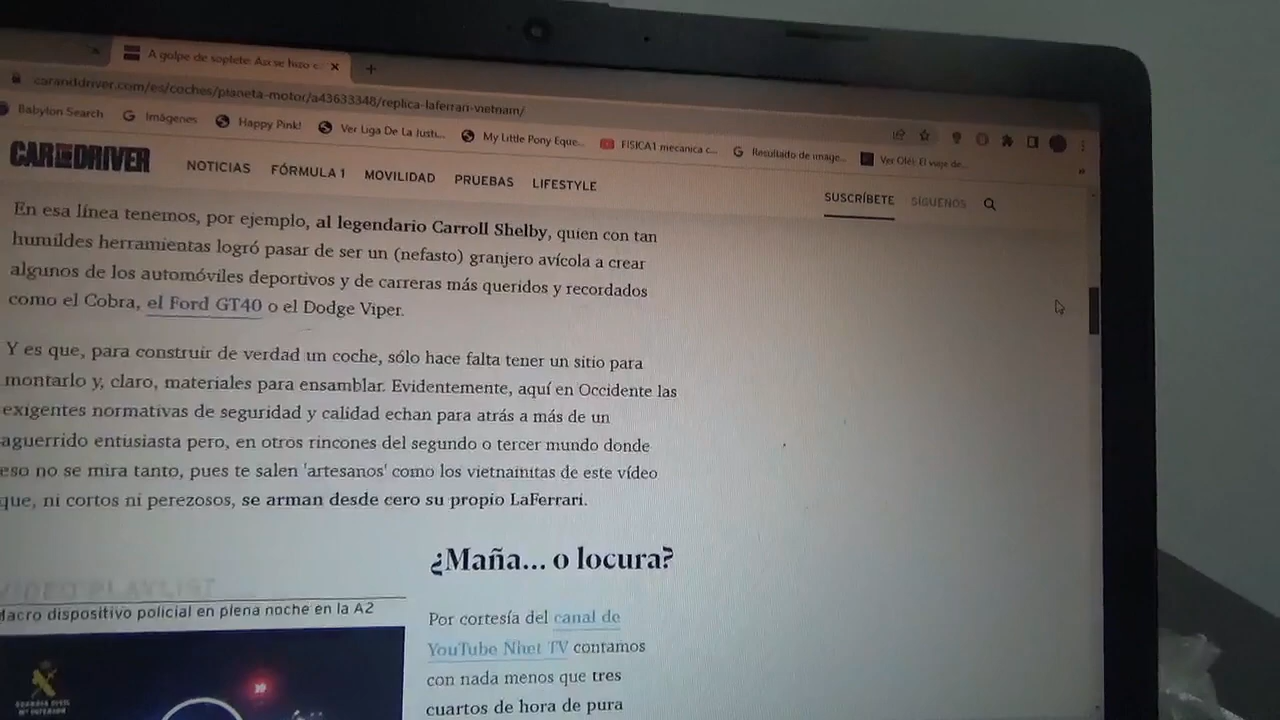 A golpe de soplete: Así se hizo e
caranddriver.com/es/coches/planeta-motor/a43633348/replica-laferrari-vietnam/
Babylon Search Imágenes Happy Pink! Ver Liga De La Justi... My Little Pony Eque... FISICA1 mecanica c... Resultado de image... Ver Olé!: El viaje de...
CAR AND DRIVER NOTICIAS FÓRMULA 1 MOVILIDAD PRUEBAS LIFESTYLE SUSCRÍBETE SÍGUENOS
En esa línea tenemos, por ejemplo, al legendario Carroll Shelby, quien con tan
humildes herramientas logró pasar de ser un (nefasto) granjero avícola a crear
algunos de los automóviles deportivos y de carreras más queridos y recordados
como el Cobra, el Ford GT40 o el Dodge Viper.
Y es que, para construir de verdad un coche, sólo hace falta tener un sitio para
montarlo y, claro, materiales para ensamblar. Evidentemente, aquí en Occidente las
exigentes normativas de seguridad y calidad echan para atrás a más de un
aguerrido entusiasta pero, en otros rincones del segundo o tercer mundo donde
eso no se mira tanto, pues te salen 'artesanos' como los vietnamitas de este vídeo
que, ni cortos ni perezosos, se arman desde cero su propio LaFerrari.
VIDEO PLAYLIST
Macro dispositivo policial en plena noche en la A2
GUARDIA CIVIL
Mº INTERIOR
¿Maña... o locura?
Por cortesía del canal de
YouTube Nhet TV contamos
con nada menos que tres
cuartos de hora de pura